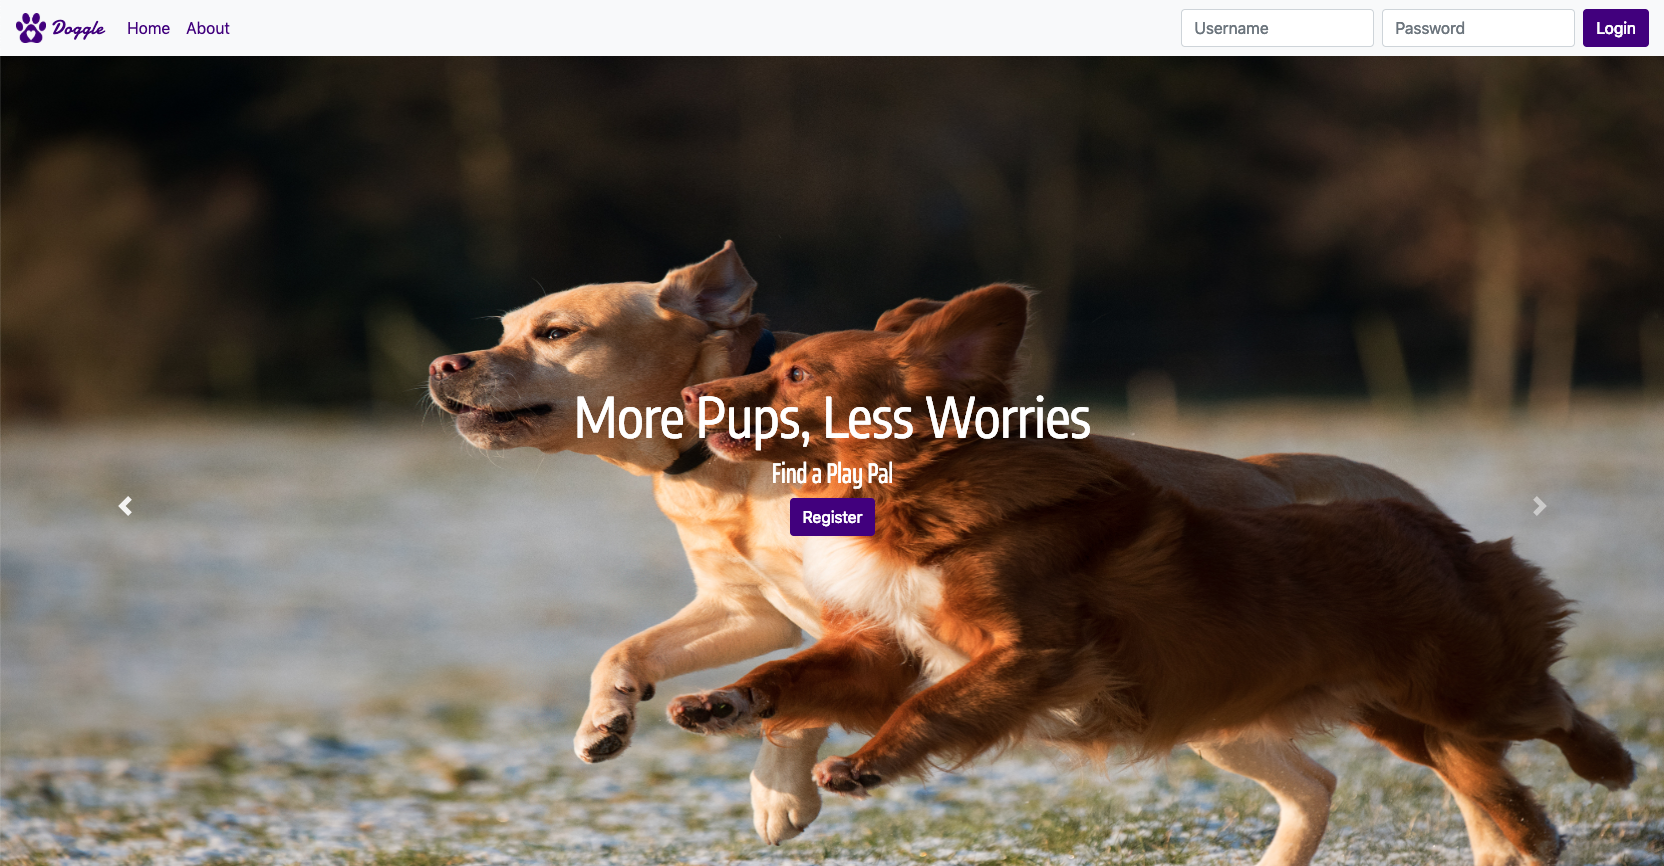 Doggle Home About Username Password Login
More Pups, Less Worries
Find a Play Pal
Register